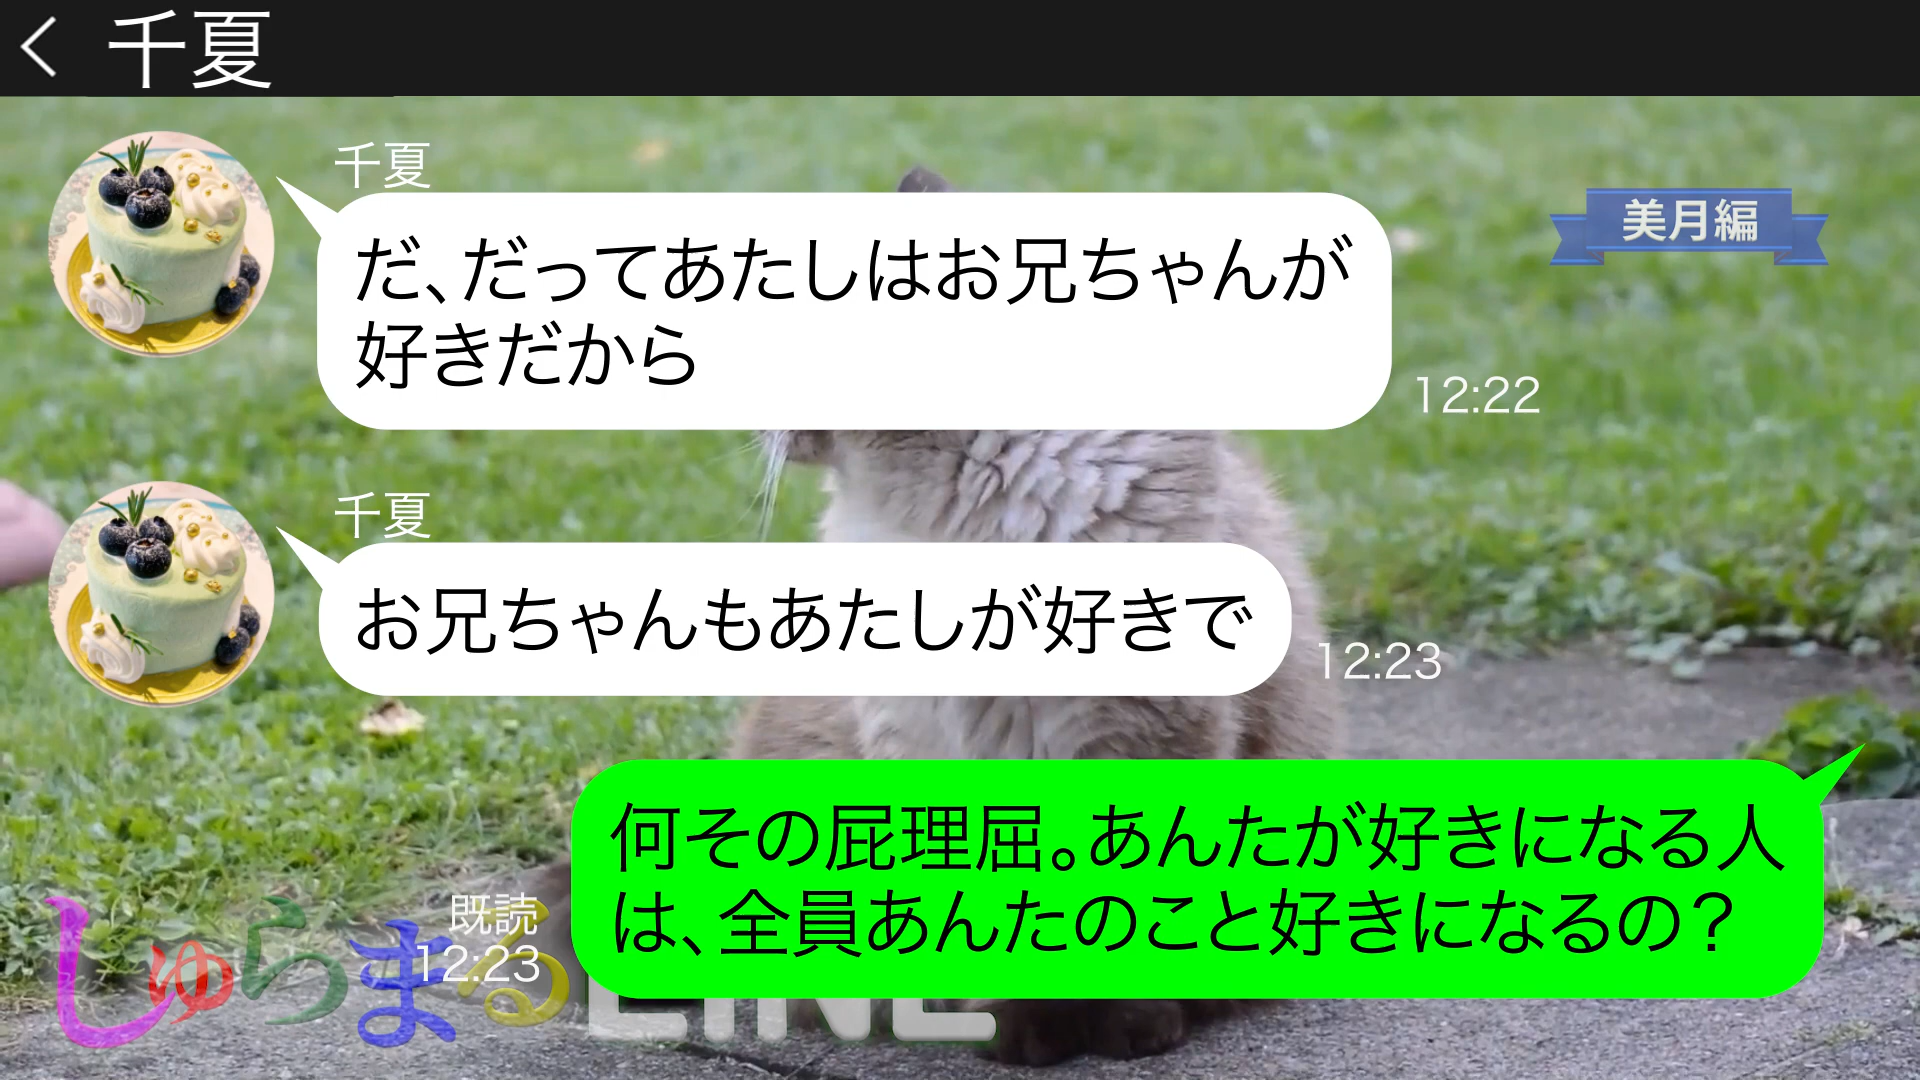 千夏
千夏
美月編
だ、だってあたしはお兄ちゃんが
好きだから
12:22
千夏
お兄ちゃんもあたしが好きで
12:23
何その屁理屈。あんたが好きになる人
は、全員あんたのこと好きになるの？
既読
12:23
しゅらまるLINE